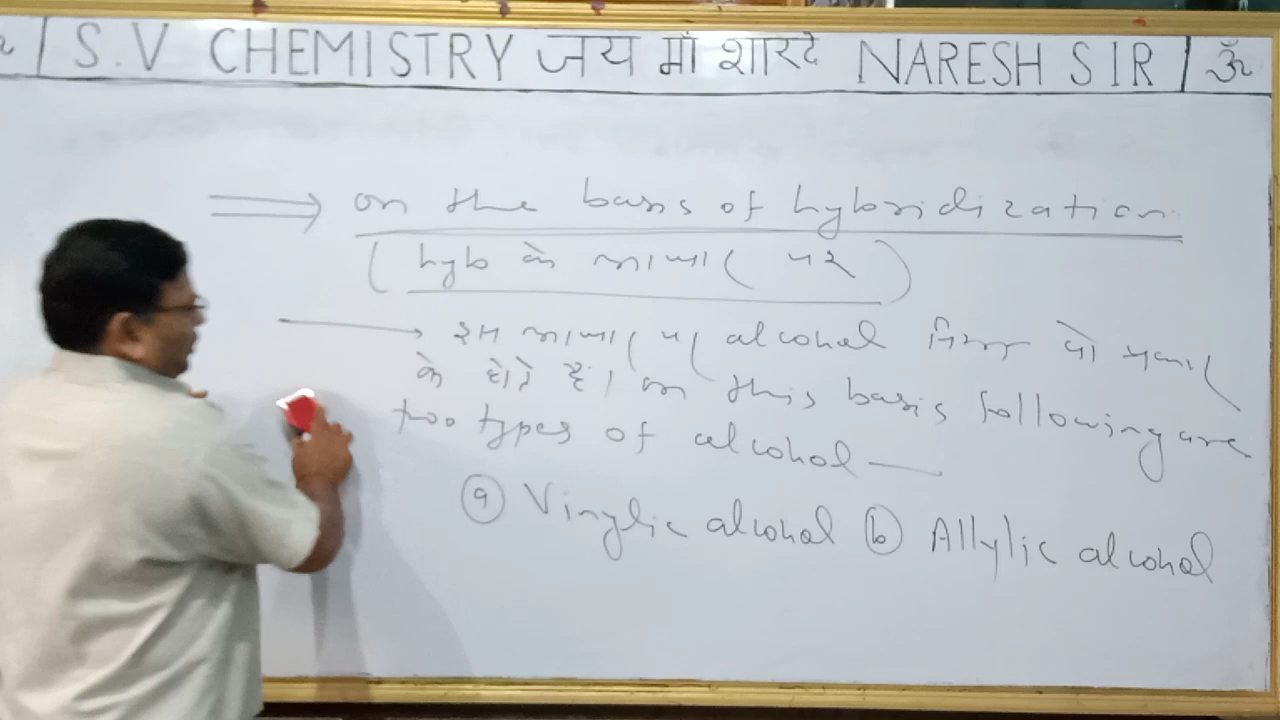 S.V CHEMISTRY जय माँ शारदे NARESH SIR ॐ
on the basis of hybridization
(hyb के आधार पर)
इस आधार पर alcohol निम्न दो प्रकार
के होते हैं। on this basis following are
two types of alcohol
(a) Vinylic alcohol (b) Allylic alcohol